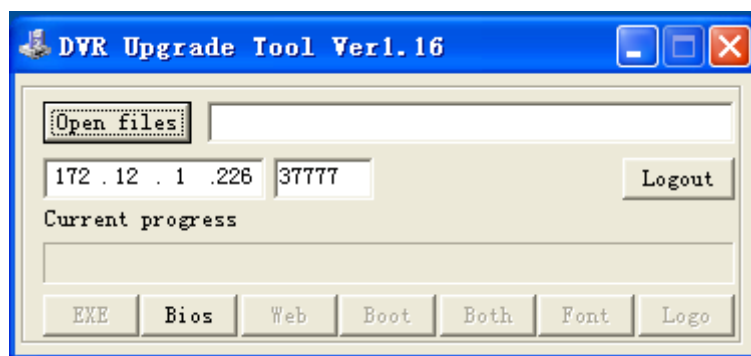 DVR Upgrade Tool Ver1.16
Open files
172 . 12 . 1 .226 37777 Logout
Current progress
EXE Bios Web Boot Both Font Logo